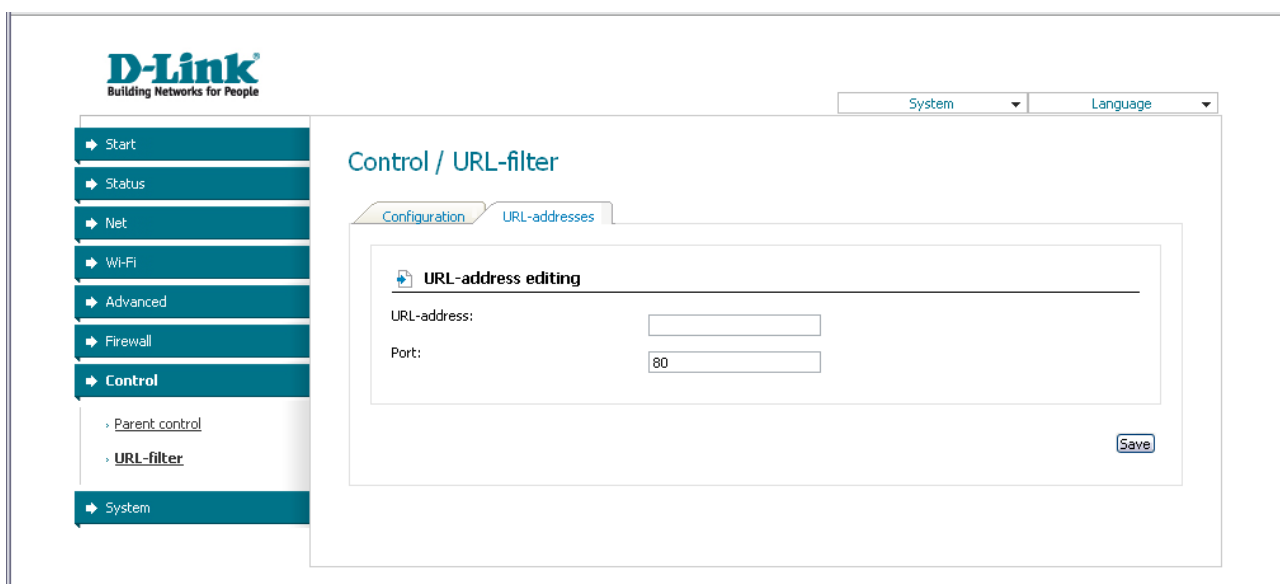 D-Link
Building Networks for People
System Language
Start
Status
Net
Wi-Fi
Advanced
Firewall
Control
Parent control
URL-filter
System
Control / URL-filter
Configuration URL-addresses
URL-address editing
URL-address:
Port: 80
Save